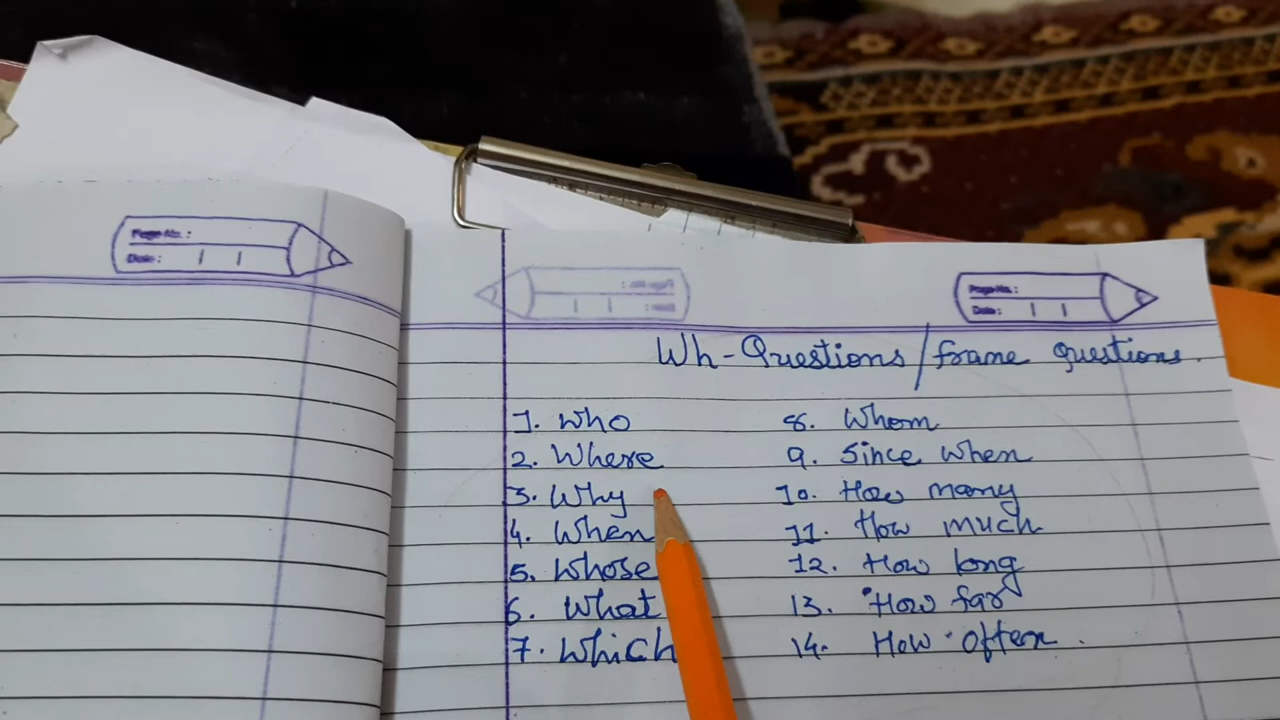 Page No. :
Date :
Page No. :
Date :
Wh-Questions/frame questions.
1. Who
2. Where
3. Why
4. When
5. Whose
6. What
7. Which
8. Whom
9. Since when
10. How many
11. How much
12. How long
13. How far
14. How often.